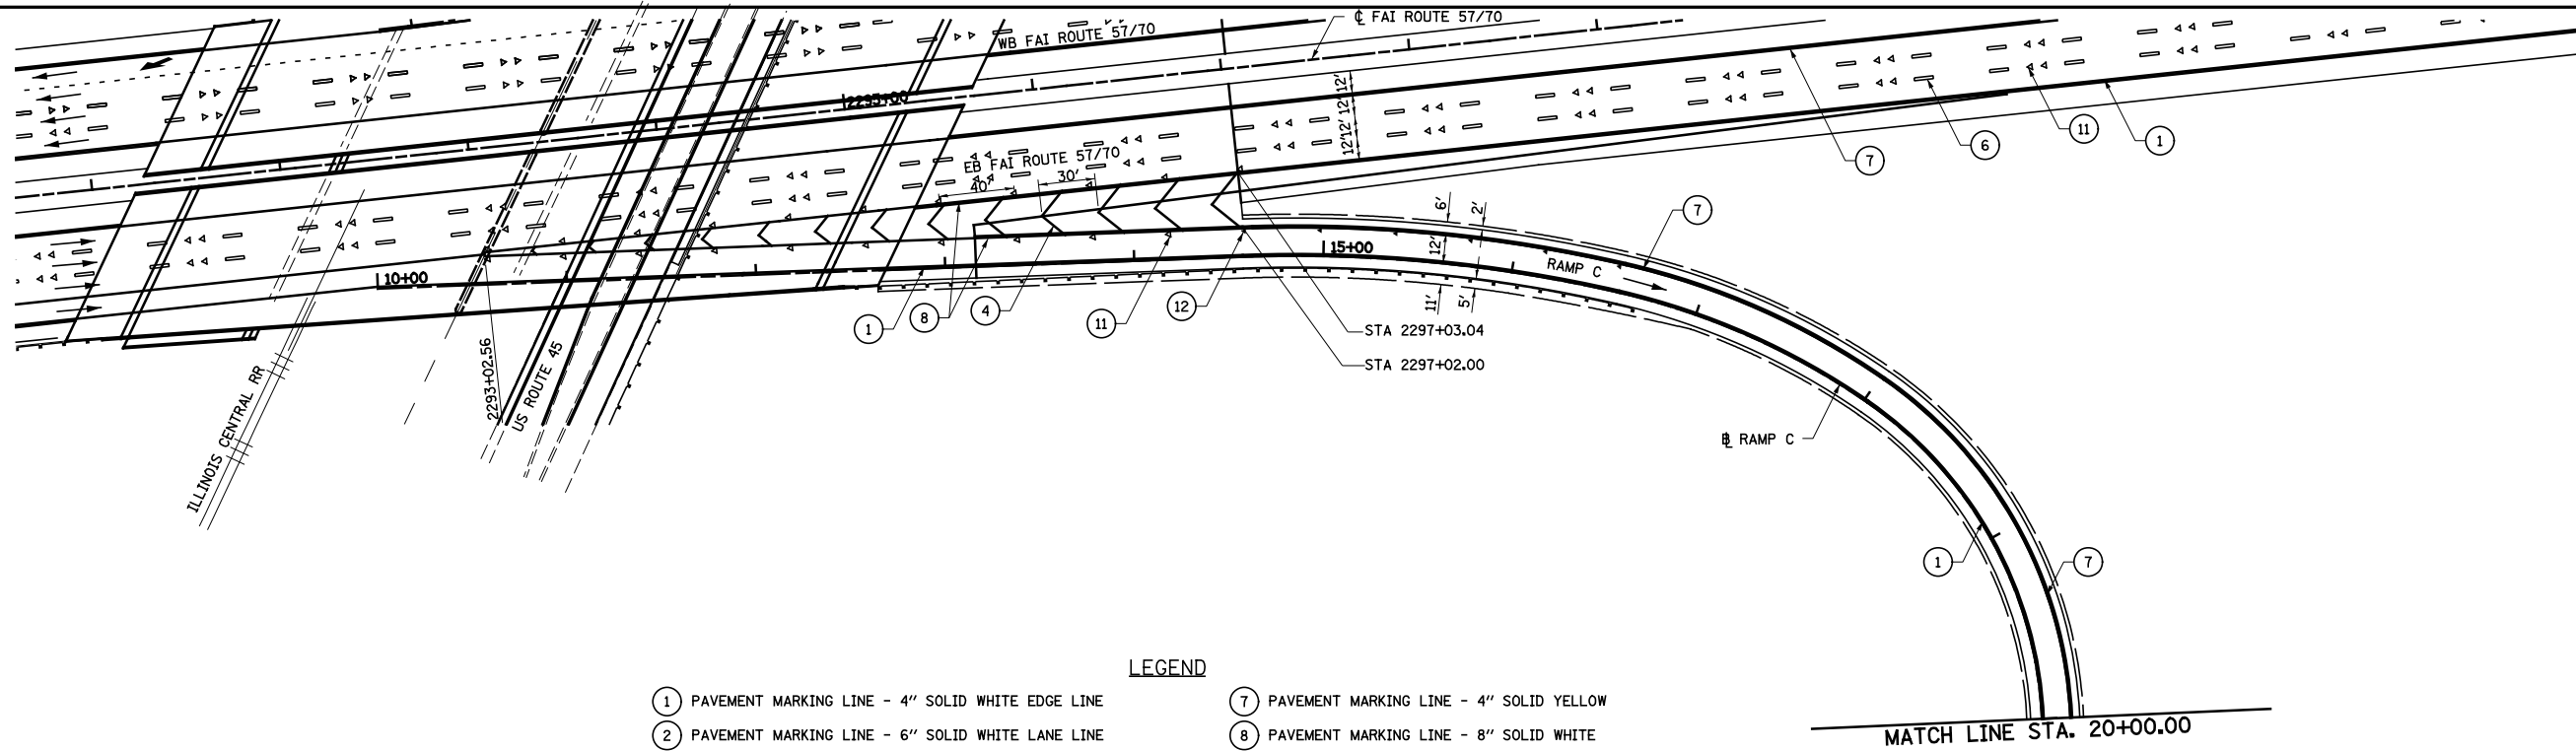 ℄ FAI ROUTE 57/70
WB FAI ROUTE 57/70
2295+00
12' 12' 12' 12'
EB FAI ROUTE 57/70
40'
30'
11
6
1
7
7
6'
2'
12'
15+00
RAMP C
10+00
11'
5'
1
8
4
11
12
STA 2297+03.04
STA 2297+02.00
2293+02.56
US ROUTE 45
ILLINOIS CENTRAL RR
RAMP C
1
7
LEGEND
1 PAVEMENT MARKING LINE - 4" SOLID WHITE EDGE LINE
7 PAVEMENT MARKING LINE - 4" SOLID YELLOW
2 PAVEMENT MARKING LINE - 6" SOLID WHITE LANE LINE
8 PAVEMENT MARKING LINE - 8" SOLID WHITE
MATCH LINE STA. 20+00.00